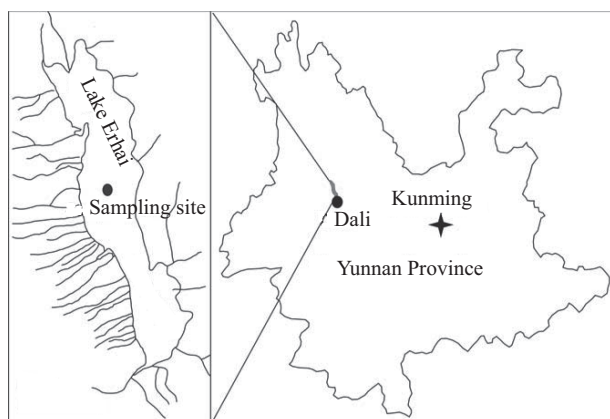 Lake Erhai
Sampling site
Kunming
Dali
Yunnan Province